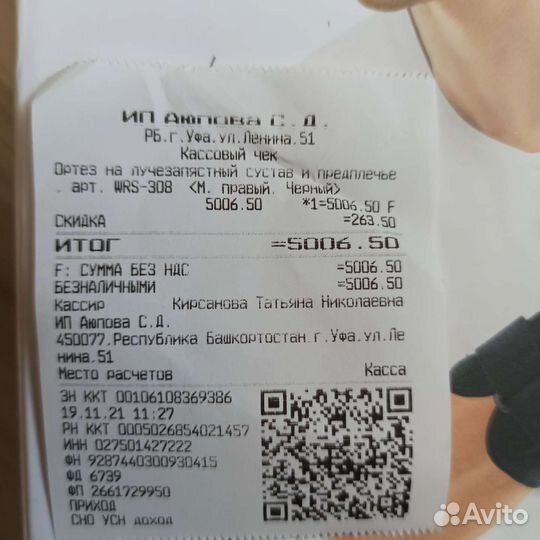 ИП Аюпова С.Д.
РБ.г.Уфа.ул.Ленина.51
Кассовый чек
Ортез на лучезапястный сустав и предплечье
. арт. WRS-308 <М. правый. Черный>
5006.50 *1=5006.50 F
СКИДКА =263.50
ИТОГ =5006.50
F: СУММА БЕЗ НДС =5006.50
БЕЗНАЛИЧНЫМИ =5006.50
Кассир Кирсанова Татьяна Николаевна
ИП Аюпова С.Д.
450077.Республика Башкортостан.г.Уфа.ул.Ле
нина.51
Место расчетов Касса
ЗН ККТ 00106108369386
19.11.21 11:27
РН ККТ 0005026854021457
ИНН 027501427222
ФН 9287440300930415
ФД 6739
ФП 2661729950
ПРИХОД
СНО УСН доход
Avito